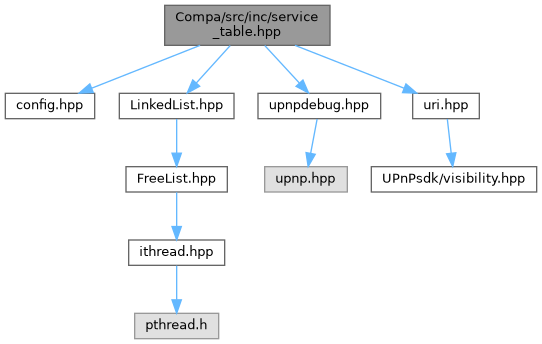 Compa/src/inc/service
_table.hpp
config.hpp
LinkedList.hpp
upnpdebug.hpp
uri.hpp
FreeList.hpp
upnp.hpp
UPnPsdk/visibility.hpp
ithread.hpp
pthread.h